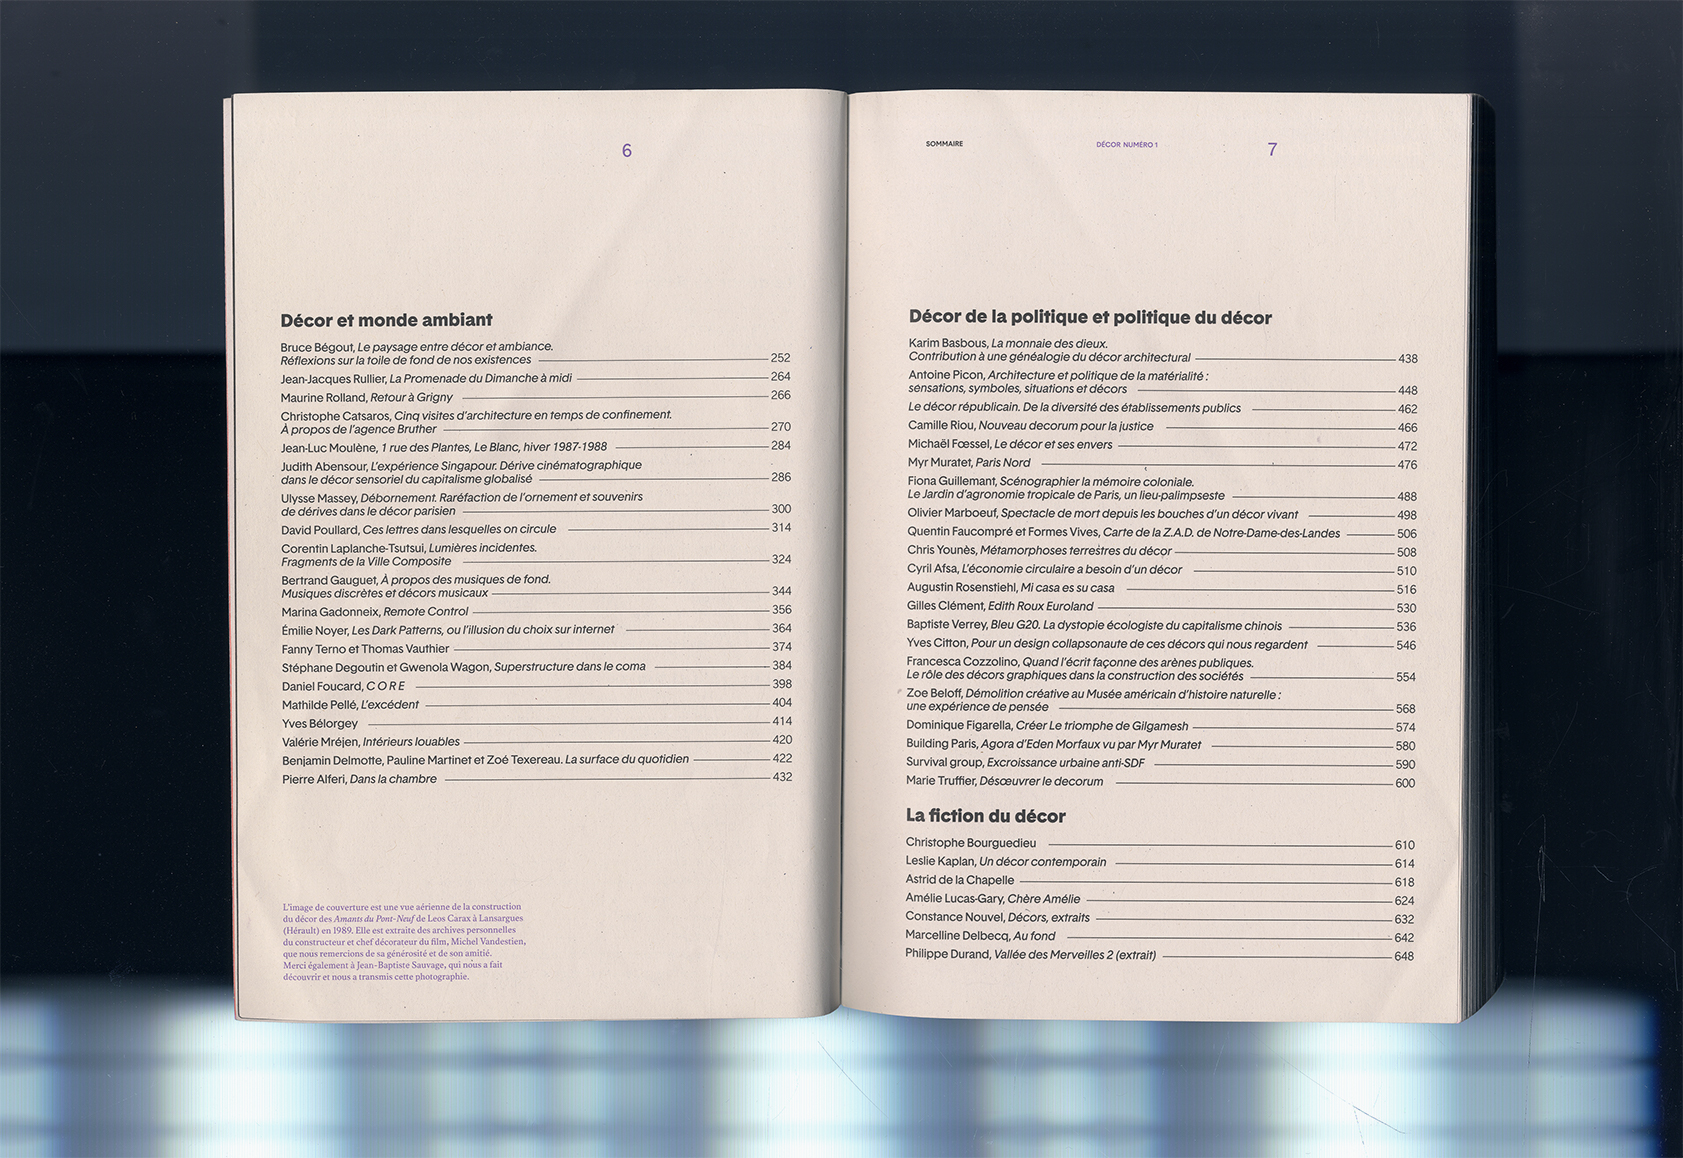 6
Décor et monde ambiant
Bruce Bégout, Le paysage entre décor et ambiance.
Réflexions sur la toile de fond de nos existences 252
Jean-Jacques Rullier, La Promenade du Dimanche à midi 264
Maurine Rolland, Retour à Grigny 266
Christophe Catsaros, Cinq visites d'architecture en temps de confinement.
À propos de l'agence Bruther 270
Jean-Luc Moulène, 1 rue des Plantes, Le Blanc, hiver 1987-1988 284
Judith Abensour, L'expérience Singapour. Dérive cinématographique
dans le décor sensoriel du capitalisme globalisé 286
Ulysse Massey, Débornement. Raréfaction de l'ornement et souvenirs
de dérives dans le décor parisien 300
David Poullard, Ces lettres dans lesquelles on circule 314
Corentin Laplanche-Tsutsui, Lumières incidentes.
Fragments de la Ville Composite 324
Bertrand Gauguet, À propos des musiques de fond.
Musiques discrètes et décors musicaux 344
Marina Gadonneix, Remote Control 356
Émilie Noyer, Les Dark Patterns, ou l'illusion du choix sur internet 364
Fanny Terno et Thomas Vauthier 374
Stéphane Degoutin et Gwenola Wagon, Superstructure dans le coma 384
Daniel Foucard, C O R E 398
Mathilde Pellé, L'excédent 404
Yves Bélorgey 414
Valérie Mréjen, Intérieurs louables 420
Benjamin Delmotte, Pauline Martinet et Zoé Texereau. La surface du quotidien 422
Pierre Alferi, Dans la chambre 432
L'image de couverture est une vue aérienne de la construction
du décor des Amants du Pont-Neuf de Leos Carax à Lansargues
(Hérault) en 1989. Elle est extraite des archives personnelles
du constructeur et chef décorateur du film, Michel Vandestien,
que nous remercions de sa générosité et de son amitié.
Merci également à Jean-Baptiste Sauvage, qui nous a fait
découvrir et nous a transmis cette photographie.
SOMMAIRE DÉCOR NUMÉRO 1 7
Décor de la politique et politique du décor
Karim Basbous, La monnaie des dieux.
Contribution à une généalogie du décor architectural 438
Antoine Picon, Architecture et politique de la matérialité :
sensations, symboles, situations et décors 448
Le décor républicain. De la diversité des établissements publics 462
Camille Riou, Nouveau decorum pour la justice 466
Michaël Fœssel, Le décor et ses envers 472
Myr Muratet, Paris Nord 476
Fiona Guillemant, Scénographier la mémoire coloniale.
Le Jardin d'agronomie tropicale de Paris, un lieu-palimpseste 488
Olivier Marboeuf, Spectacle de mort depuis les bouches d'un décor vivant 498
Quentin Faucompré et Formes Vives, Carte de la Z.A.D. de Notre-Dame-des-Landes 506
Chris Younès, Métamorphoses terrestres du décor 508
Cyril Afsa, L'économie circulaire a besoin d'un décor 510
Augustin Rosenstiehl, Mi casa es su casa 516
Gilles Clément, Edith Roux Euroland 530
Baptiste Verrey, Bleu G20. La dystopie écologiste du capitalisme chinois 536
Yves Citton, Pour un design collapsonaute de ces décors qui nous regardent 546
Francesca Cozzolino, Quand l'écrit façonne des arènes publiques.
Le rôle des décors graphiques dans la construction des sociétés 554
Zoe Beloff, Démolition créative au Musée américain d'histoire naturelle :
une expérience de pensée 568
Dominique Figarella, Créer Le triomphe de Gilgamesh 574
Building Paris, Agora d'Eden Morfaux vu par Myr Muratet 580
Survival group, Excroissance urbaine anti-SDF 590
Marie Truffier, Désœuvrer le decorum 600
La fiction du décor
Christophe Bourguedieu 610
Leslie Kaplan, Un décor contemporain 614
Astrid de la Chapelle 618
Amélie Lucas-Gary, Chère Amélie 624
Constance Nouvel, Décors, extraits 632
Marcelline Delbecq, Au fond 642
Philippe Durand, Vallée des Merveilles 2 (extrait) 648